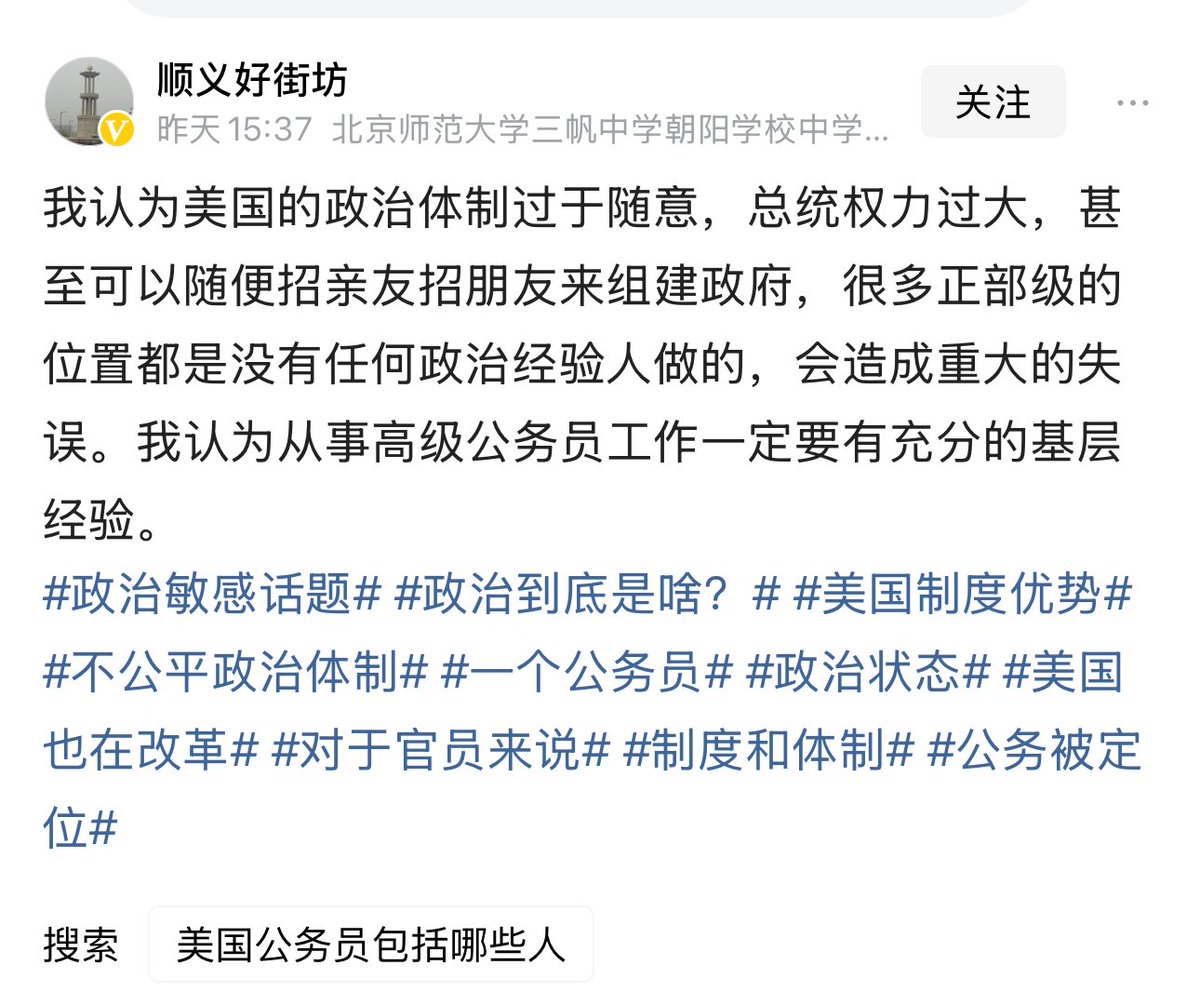 顺义好街坊
关注
昨天 15:37 北京师范大学三帆中学朝阳学校中学...
我认为美国的政治体制过于随意，总统权力过大，甚
至可以随便招亲友招朋友来组建政府，很多正部级的
位置都是没有任何政治经验人做的，会造成重大的失
误。我认为从事高级公务员工作一定要有充分的基层
经验。
#政治敏感话题# #政治到底是啥？# #美国制度优势#
#不公平政治体制# #一个公务员# #政治状态# #美国
也在改革# #对于官员来说# #制度和体制# #公务被定
位#
搜索 美国公务员包括哪些人